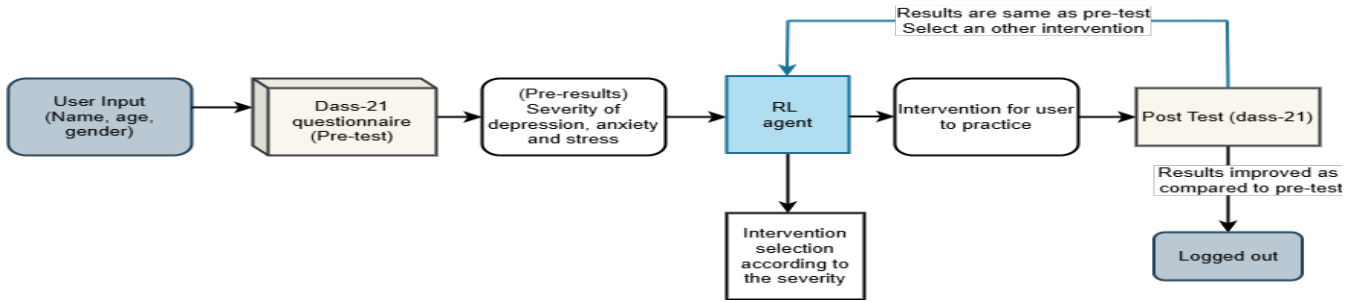 Results are same as pre-test
Select an other intervention
User Input
(Name, age,
gender)
Dass-21
questionnaire
(Pre-test)
(Pre-results)
Severity of
depression, anxiety
and stress
RL
agent
Intervention for user
to practice
Post Test (dass-21)
Results improved as
compared to pre-test
Intervention
selection
according to
the severity
Logged out